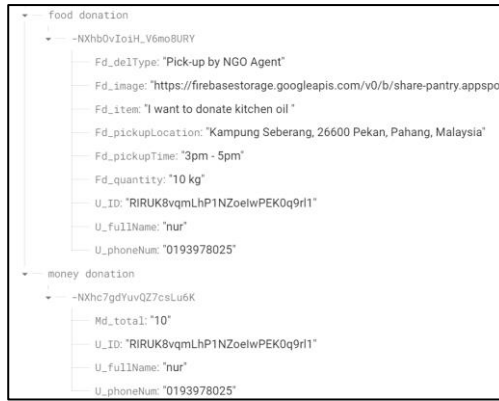 food donation
-NXhbOvIoiH_V6mo8URY
Fd_delType: "Pick-up by NGO Agent"
Fd_image: "https://firebasestorage.googleapis.com/v0/b/share-pantry.appspo
Fd_item: "I want to donate kitchen oil "
Fd_pickupLocation: "Kampung Seberang, 26600 Pekan, Pahang, Malaysia"
Fd_pickupTime: "3pm - 5pm"
Fd_quantity: "10 kg"
U_ID: "RIRUK8vqmLhP1NZoeIwPEK0q9rl1"
U_fullName: "nur"
U_phoneNum: "0193978025"
money donation
-NXhc7gdYuvQZ7csLu6K
Md_total: "10"
U_ID: "RIRUK8vqmLhP1NZoeIwPEK0q9rl1"
U_fullName: "nur"
U_phoneNum: "0193978025"